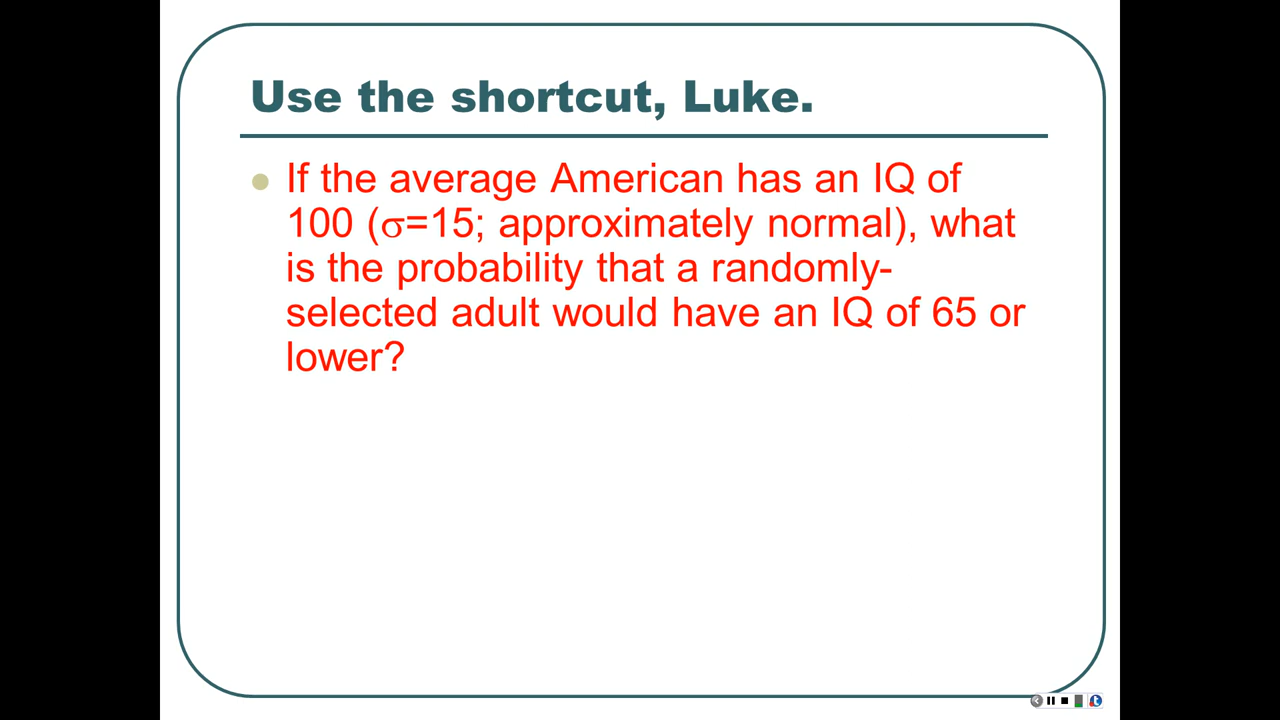 Use the shortcut, Luke.
If the average American has an IQ of
100 (σ=15; approximately normal), what
is the probability that a randomly-
selected adult would have an IQ of 65 or
lower?